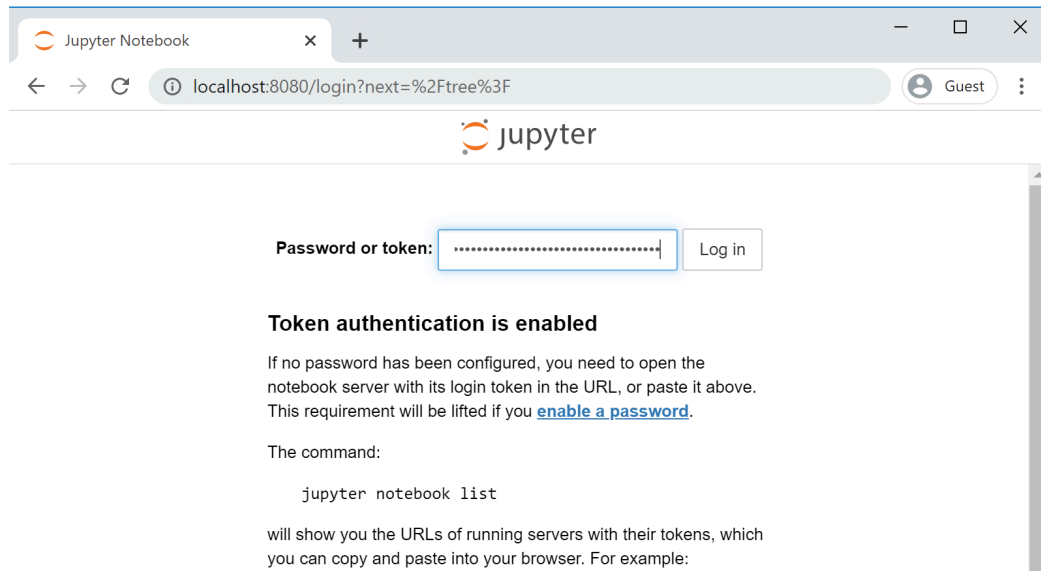 Jupyter Notebook
localhost:8080/login?next=%2Ftree%3F
Guest
jupyter
Password or token:
Log in
Token authentication is enabled
If no password has been configured, you need to open the
notebook server with its login token in the URL, or paste it above.
This requirement will be lifted if you enable a password.
The command:
jupyter notebook list
will show you the URLs of running servers with their tokens, which
you can copy and paste into your browser. For example: